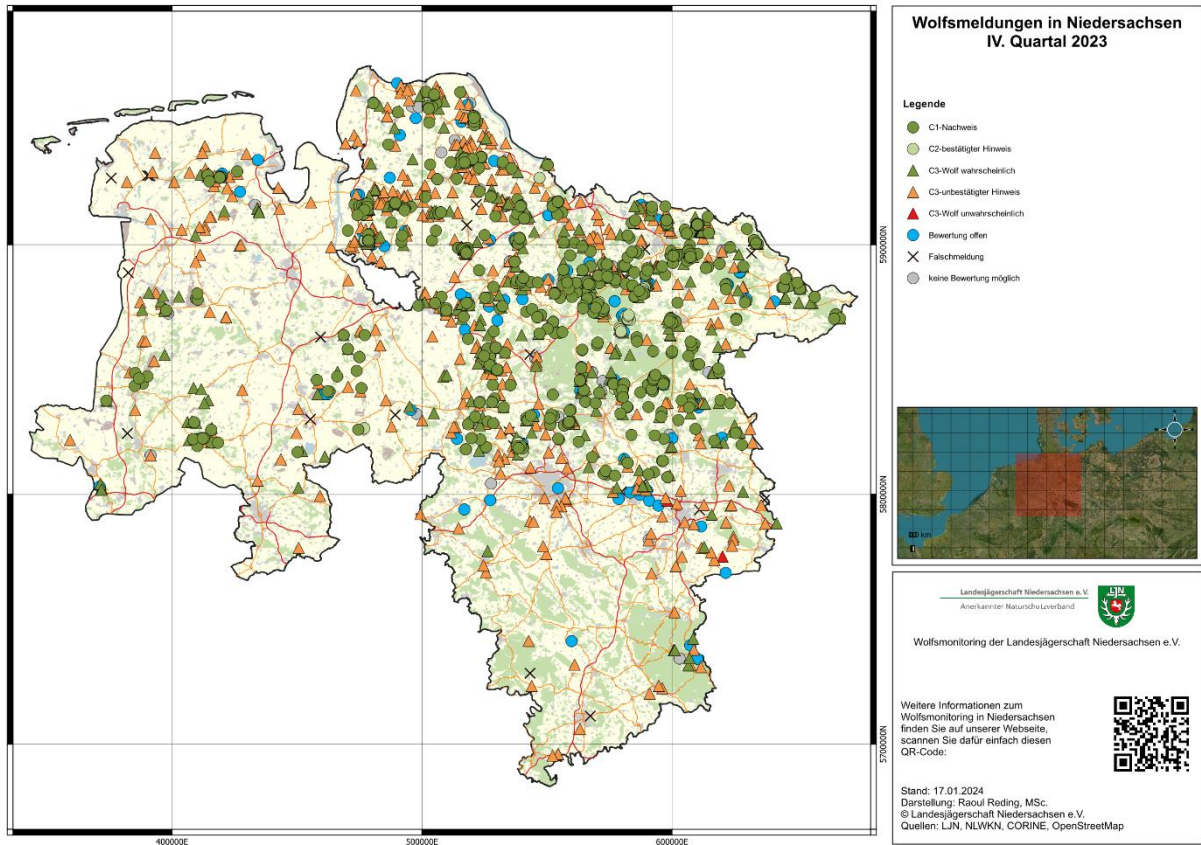 Wolfsmeldungen in Niedersachsen
IV. Quartal 2023
Legende
C1-Nachweis
C2-bestätigter Hinweis
C3-Wolf wahrscheinlich
C3-unbestätigter Hinweis
C3-Wolf unwahrscheinlich
Bewertung offen
Falschmeldung
keine Bewertung möglich
5900000N
5800000N
5700000N
400000E
500000E
600000E
km
Landesjägerschaft Niedersachsen e.V.
Anerkannter Naturschutzverband
LJN
Wolfsmonitoring der Landesjägerschaft Niedersachsen e.V.
Weitere Informationen zum
Wolfsmonitoring in Niedersachsen
finden Sie auf unserer Webseite,
scannen Sie dafür einfach diesen
QR-Code:
Stand: 17.01.2024
Darstellung: Raoul Reding, MSc.
© Landesjägerschaft Niedersachsen e.V.
Quellen: LJN, NLWKN, CORINE, OpenStreetMap